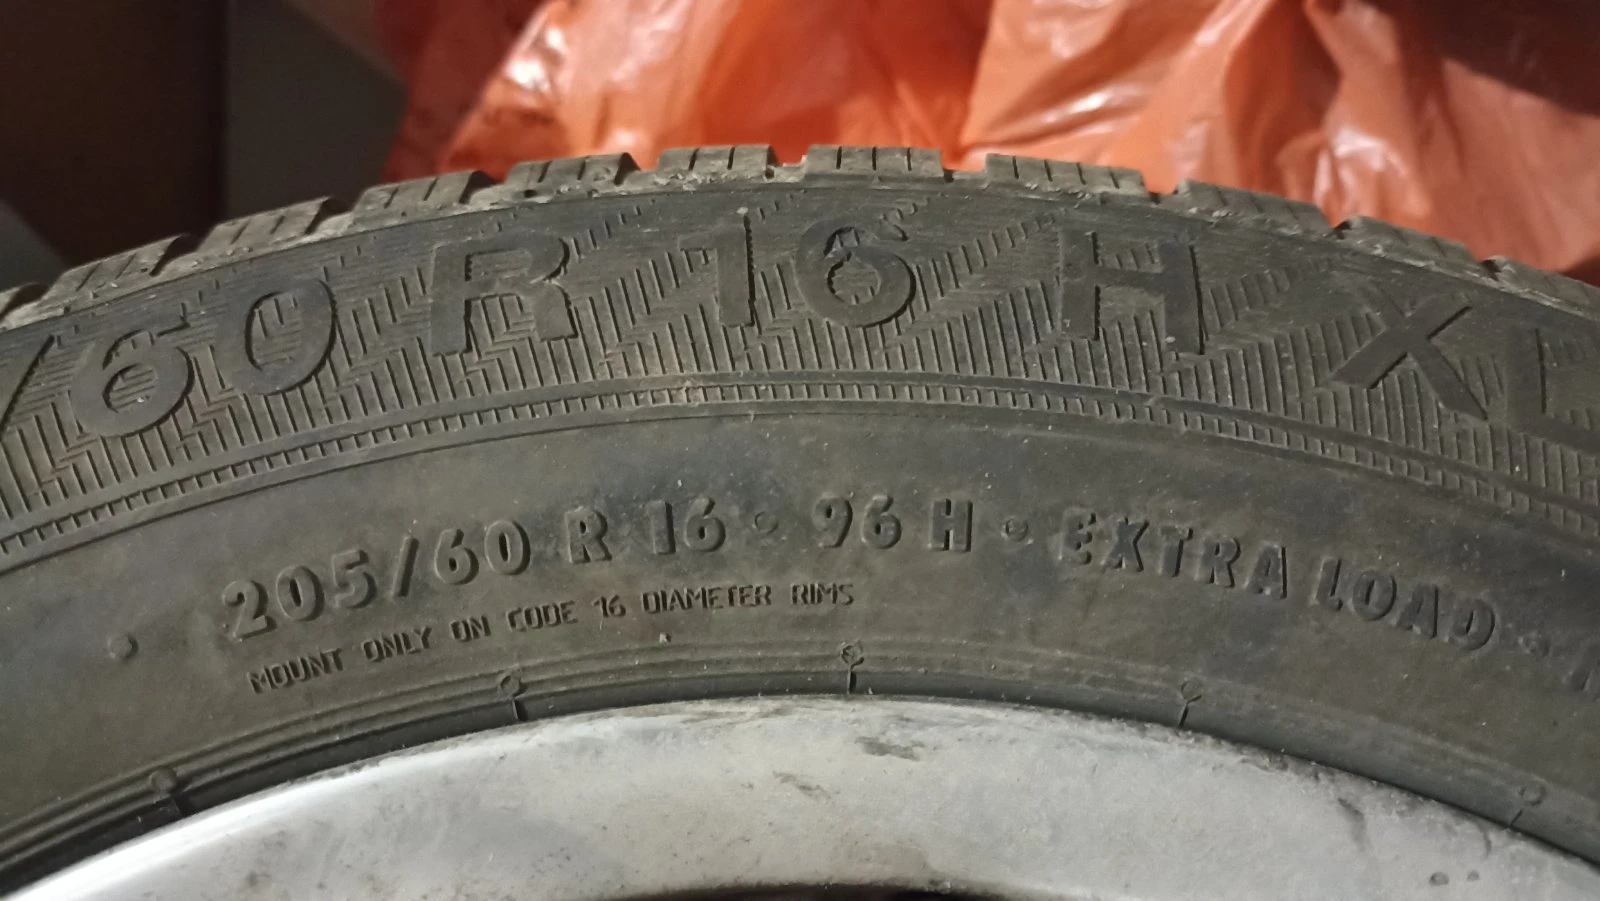 /60 R 16 H XL
• 205/60 R 16 • 96 H • EXTRA LOAD •
MOUNT ONLY ON CODE 16 DIAMETER RIMS